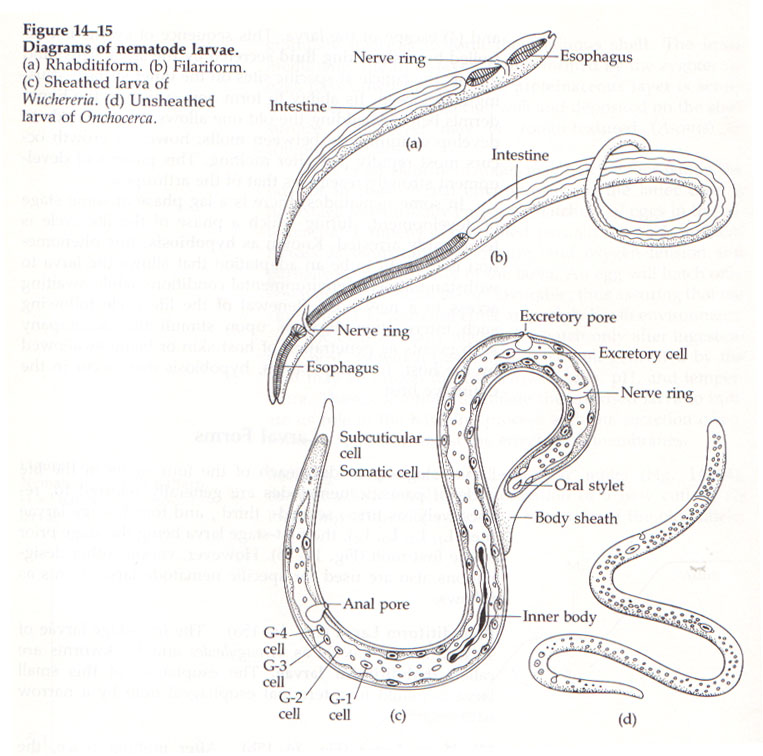 Figure 14–15
Diagrams of nematode larvae.
(a) Rhabditiform. (b) Filariform.
(c) Sheathed larva of
Wuchereria. (d) Unsheathed
larva of Onchocerca.
Nerve ring
Esophagus
Intestine
(a)
Intestine
(b)
Nerve ring
Esophagus
Excretory pore
Excretory cell
Nerve ring
Subcuticular
cell
Somatic cell
Oral stylet
Body sheath
Anal pore
Inner body
G-4
cell
G-3
cell
G-2
cell
G-1
cell
(c)
(d)